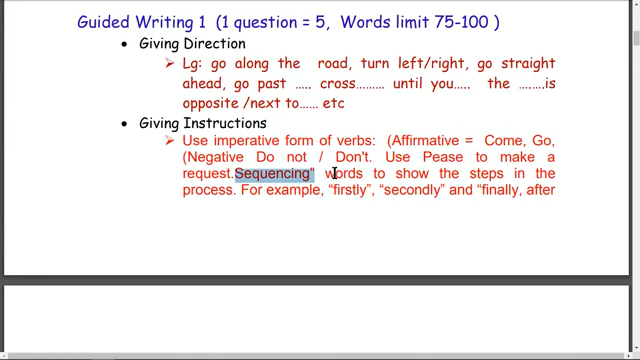 Guided Writing 1 (1 question = 5, Words limit 75-100 )
• Giving Direction
➢ Lg: go along the road, turn left/right, go straight
ahead, go past ….. cross……… until you….. the ….….is
opposite /next to…… etc
• Giving Instructions
➢ Use imperative form of verbs: (Affirmative = Come, Go,
(Negative Do not / Don't. Use Pease to make a
request.Sequencing” words to show the steps in the
process. For example, “firstly”, “secondly” and “finally, after